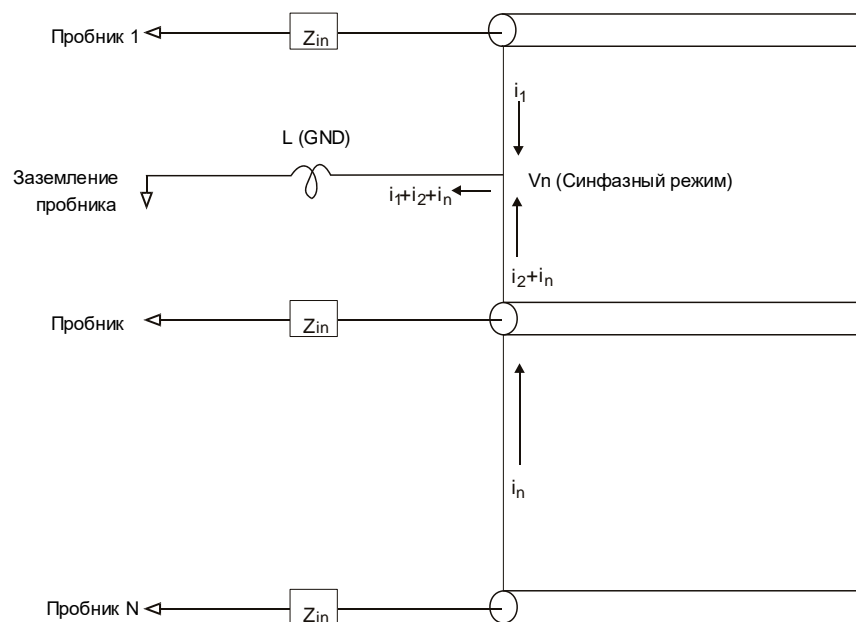 Пробник 1
Zin
i1
L (GND)
Заземление
пробника
i1+i2+in
Vn (Синфазный режим)
i2+in
Пробник
Zin
in
Пробник N
Zin